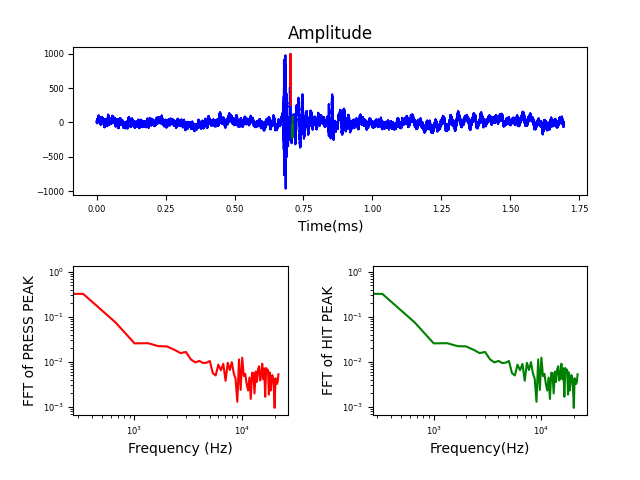 Amplitude
1000
500
0
−500
−1000
0.00 0.25 0.50 0.75 1.00 1.25 1.50 1.75
Time(ms)
FFT of PRESS PEAK
10⁰
10⁻¹
10⁻²
10⁻³
10³ 10⁴
Frequency (Hz)
FFT of HIT PEAK
10⁰
10⁻¹
10⁻²
10⁻³
10³ 10⁴
Frequency(Hz)